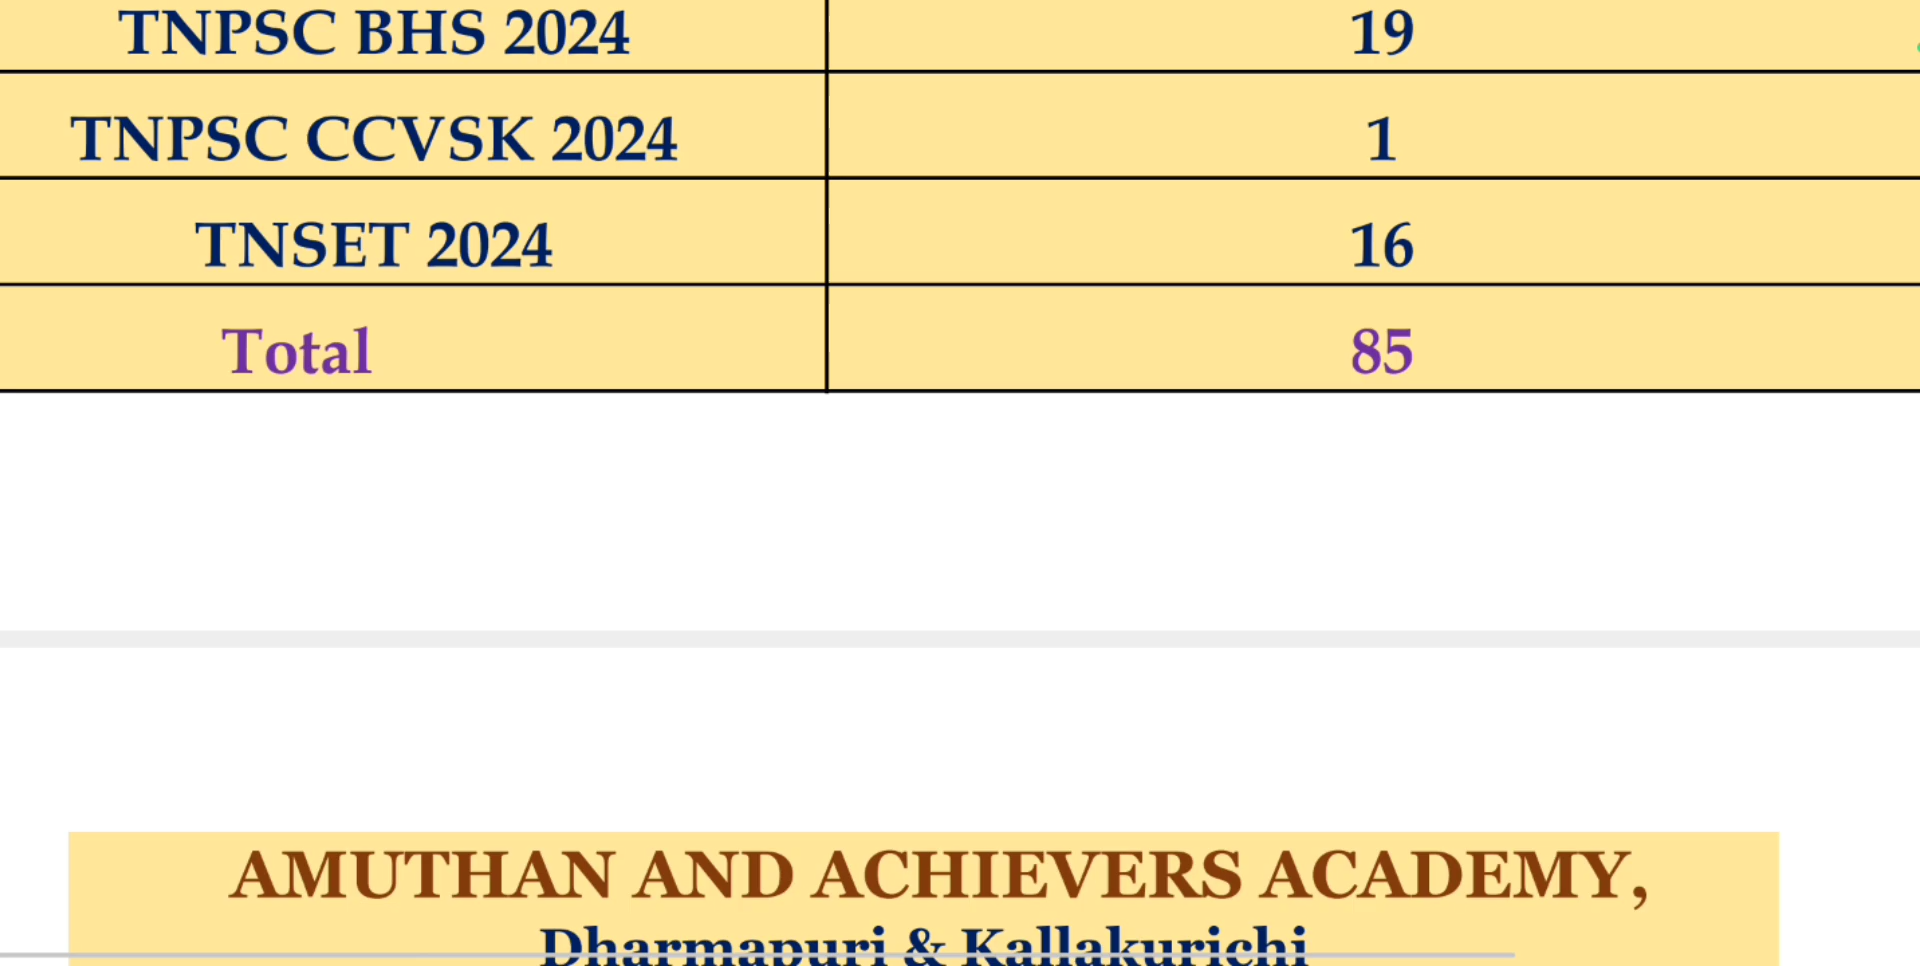 TNPSC BHS 2024 19
TNPSC CCVSK 2024 1
TNSET 2024 16
Total 85
AMUTHAN AND ACHIEVERS ACADEMY,
Dharmapuri & Kallakurichi